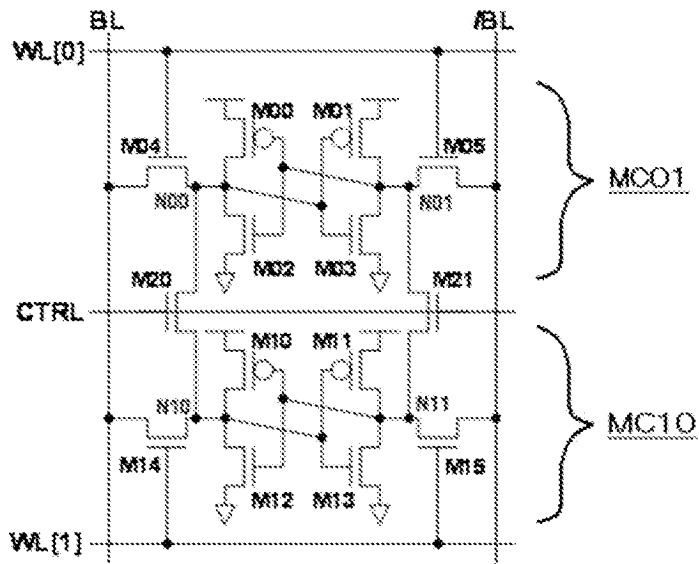 BL /BL
WL[0]
M00 M01
M04 M05
MC01
N00 N01
M02 M03
M20 M21
CTRL
M10 M11
N10 N11
MC10
M14 M15
M12 M13
WL[1]